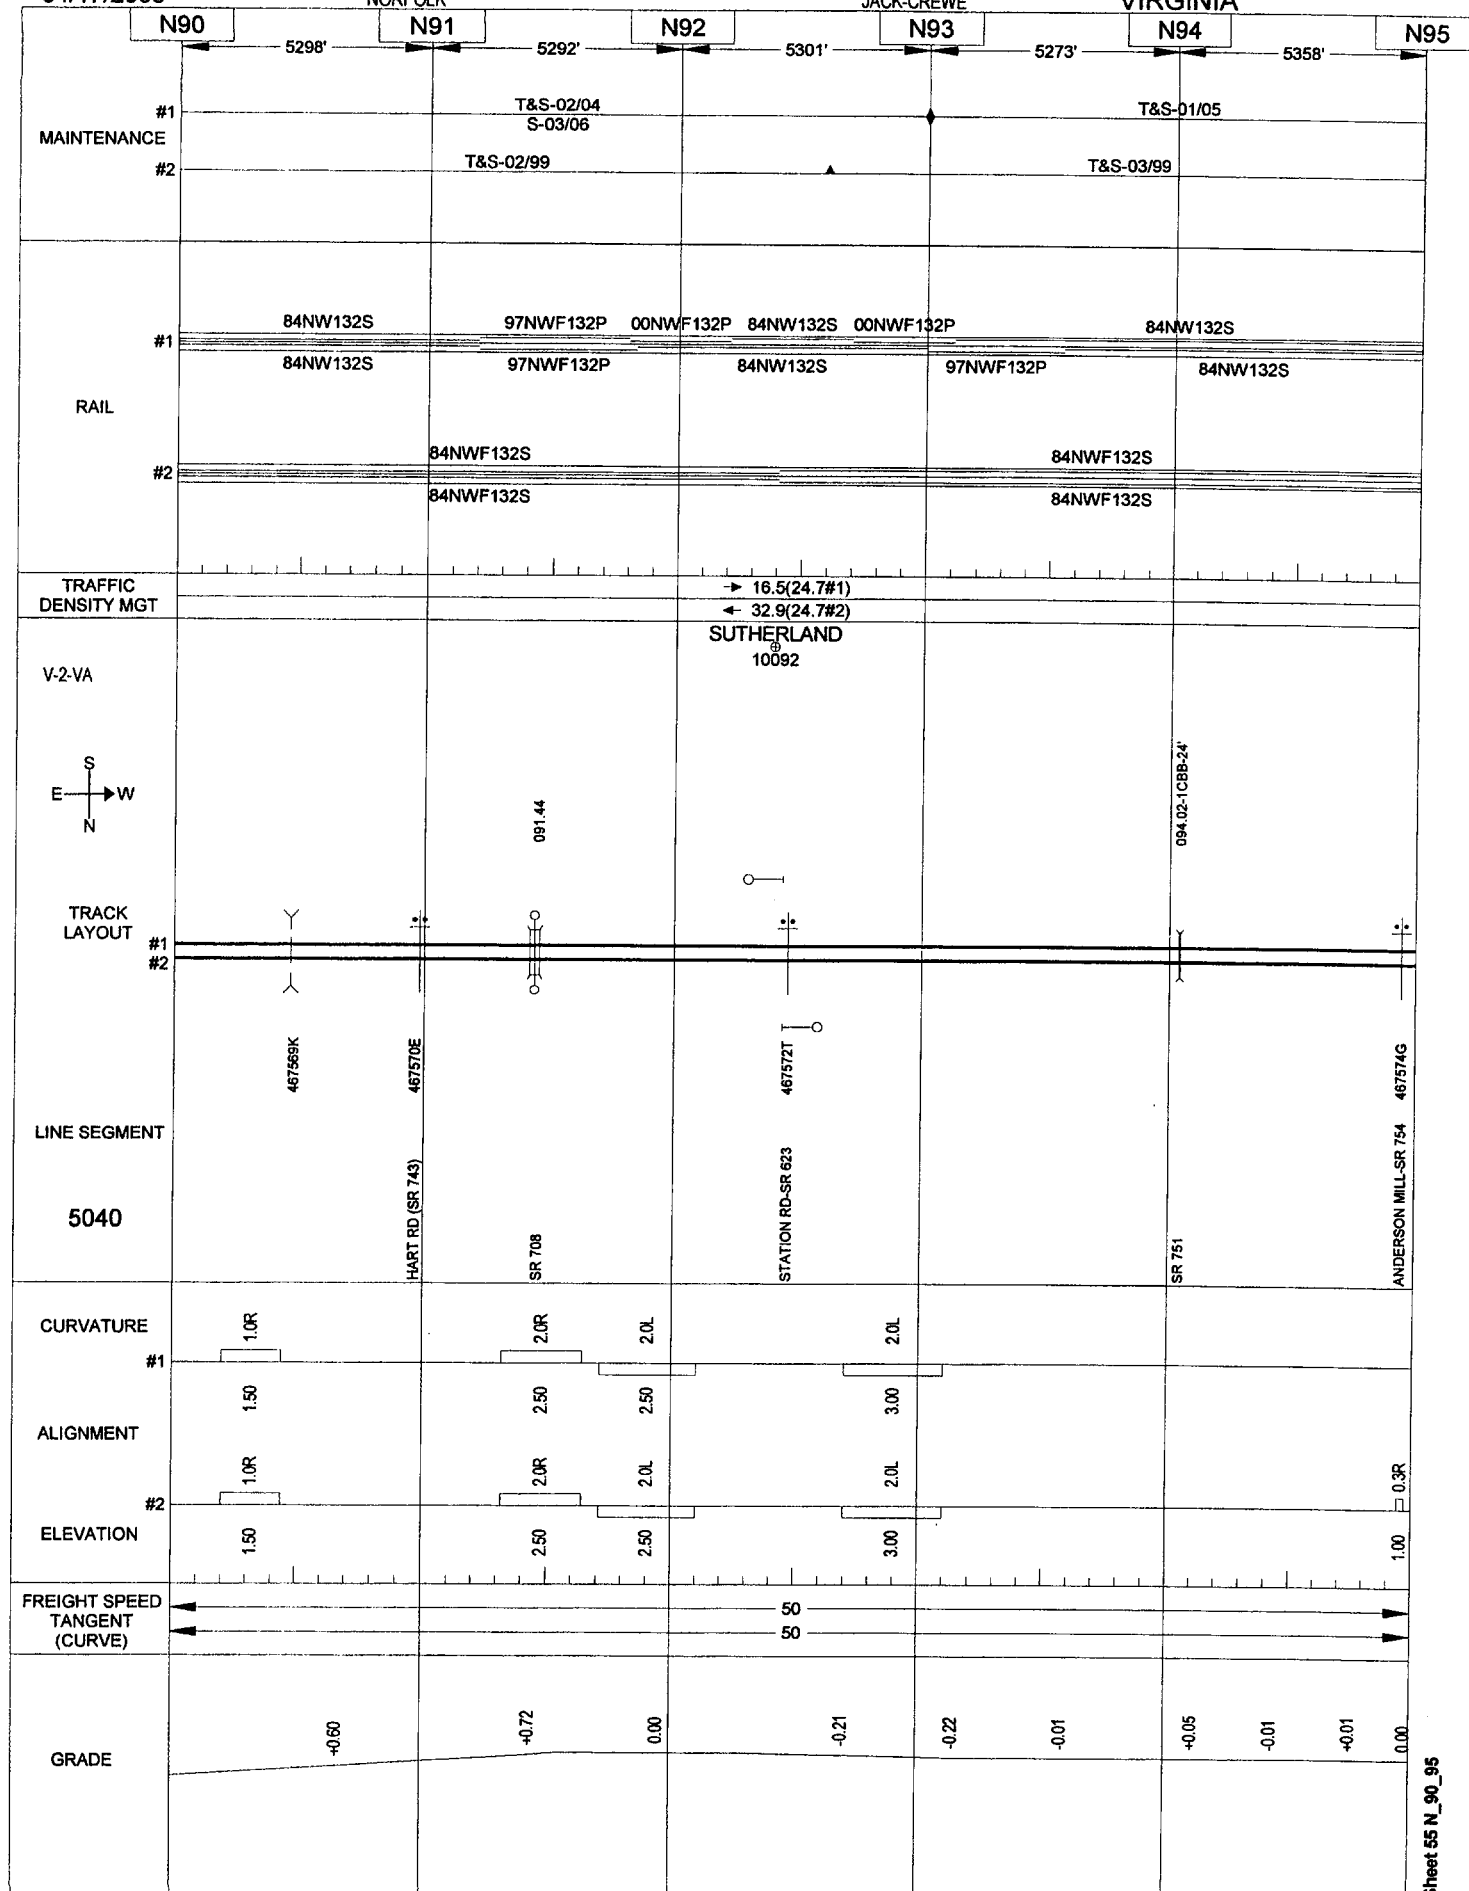 NORFOLK JACK-CREWE VIRGINIA
N90 N91 N92 N93 N94 N95
5298' 5292' 5301' 5273' 5358'
MAINTENANCE
#1 T&S-02/04 T&S-01/05
S-03/06
#2 T&S-02/99 T&S-03/99
RAIL
84NW132S 97NWF132P 00NWF132P 84NW132S 00NWF132P 84NW132S
#1
84NW132S 97NWF132P 84NW132S 97NWF132P 84NW132S
84NWF132S 84NWF132S
#2
84NWF132S 84NWF132S
TRAFFIC
DENSITY MGT
16.5(24.7#1)
32.9(24.7#2)
SUTHERLAND
10092
V-2-VA
S
E W
N
091.44
094.02-1CBB-24'
TRACK
LAYOUT
#1
#2
467569K
467570E
467572T
467574G
LINE SEGMENT
5040
HART RD (SR 743)
SR 708
STATION RD-SR 623
SR 751
ANDERSON MILL-SR 754
CURVATURE
1.0R 2.0R 2.0L 2.0L
#1
1.50 2.50 2.50 3.00
ALIGNMENT
1.0R 2.0R 2.0L 2.0L 0.3R
#2
ELEVATION
1.50 2.50 2.50 3.00 1.00
FREIGHT SPEED
TANGENT
(CURVE)
50
50
GRADE
+0.60 +0.72 0.00 -0.21 -0.22 -0.01 +0.05 -0.01 +0.01 0.00
Sheet 55 N_90_95